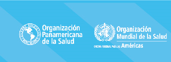 Organización
Panamericana
de la Salud
Organización
Mundial de la Salud
Américas